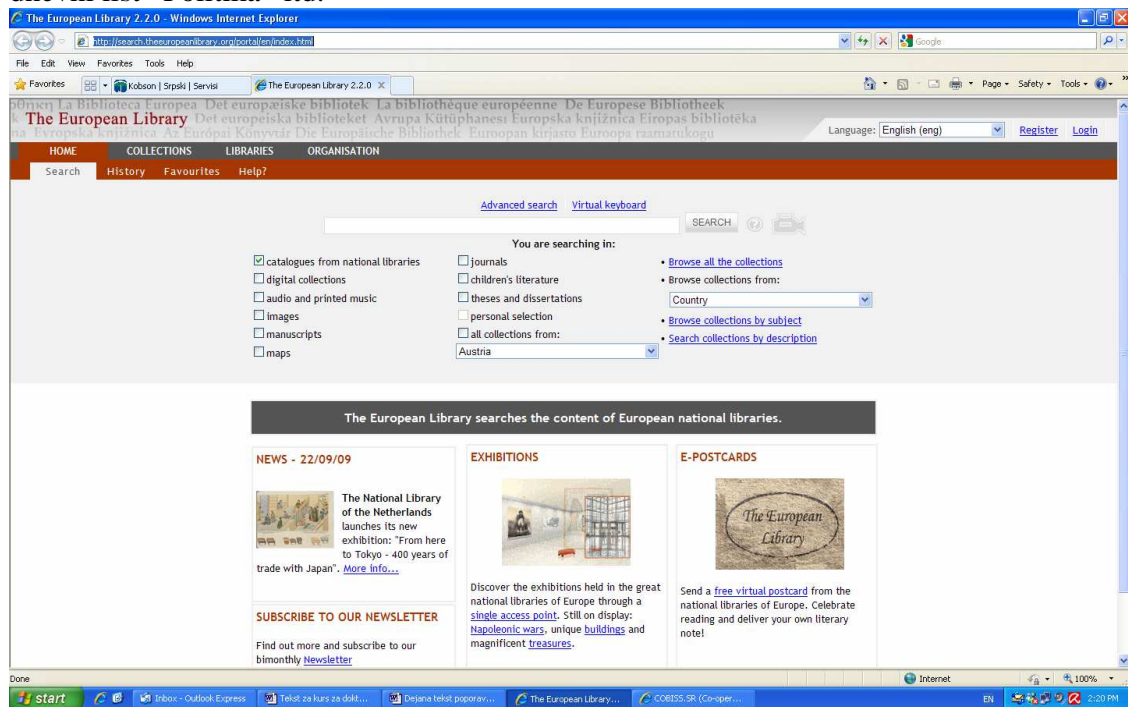 The European Library 2.2.0 - Windows Internet Explorer
http://search.theeuropeanlibrary.org/portal/en/index.html
Google
File Edit View Favorites Tools Help
Favorites
Kobson | Srpski | Servisi
The European Library 2.2.0
Page Safety Tools
La Biblioteca Europea Det europæiske bibliotek La bibliothèque européenne De Europese Bibliotheek
The European Library Det europeiska biblioteket Avrupa Kütüphanesi Europska knjižnica Eiropas bibliotēka
na Evropska knjižnica Az Európai Könyvtár Die Europäische Bibliothek Euroopan kirjasto Euroopa raamatukogu
Language: English (eng) Register Login
HOME COLLECTIONS LIBRARIES ORGANISATION
Search History Favourites Help?
Advanced search Virtual keyboard
SEARCH
You are searching in:
catalogues from national libraries
digital collections
audio and printed music
images
manuscripts
maps
journals
children's literature
theses and dissertations
personal selection
all collections from:
Austria
• Browse all the collections
• Browse collections from:
Country
• Browse collections by subject
• Search collections by description
The European Library searches the content of European national libraries.
NEWS - 22/09/09
The National Library
of the Netherlands
launches its new
exhibition: "From here
to Tokyo - 400 years of
trade with Japan". More info...
SUBSCRIBE TO OUR NEWSLETTER
Find out more and subscribe to our
bimonthly Newsletter
EXHIBITIONS
Discover the exhibitions held in the great
national libraries of Europe through a
single access point. Still on display:
Napoleonic wars, unique buildings and
magnificent treasures.
E-POSTCARDS
The European
Library
Send a free virtual postcard from the
national libraries of Europe. Celebrate
reading and deliver your own literary
note!
Done
Internet
100%
start
Inbox - Outlook Express
Tekst za kurs za dokt...
Dejana tekst poporav...
The European Library...
COBISS.SR (Co-oper...
EN
2:20 PM